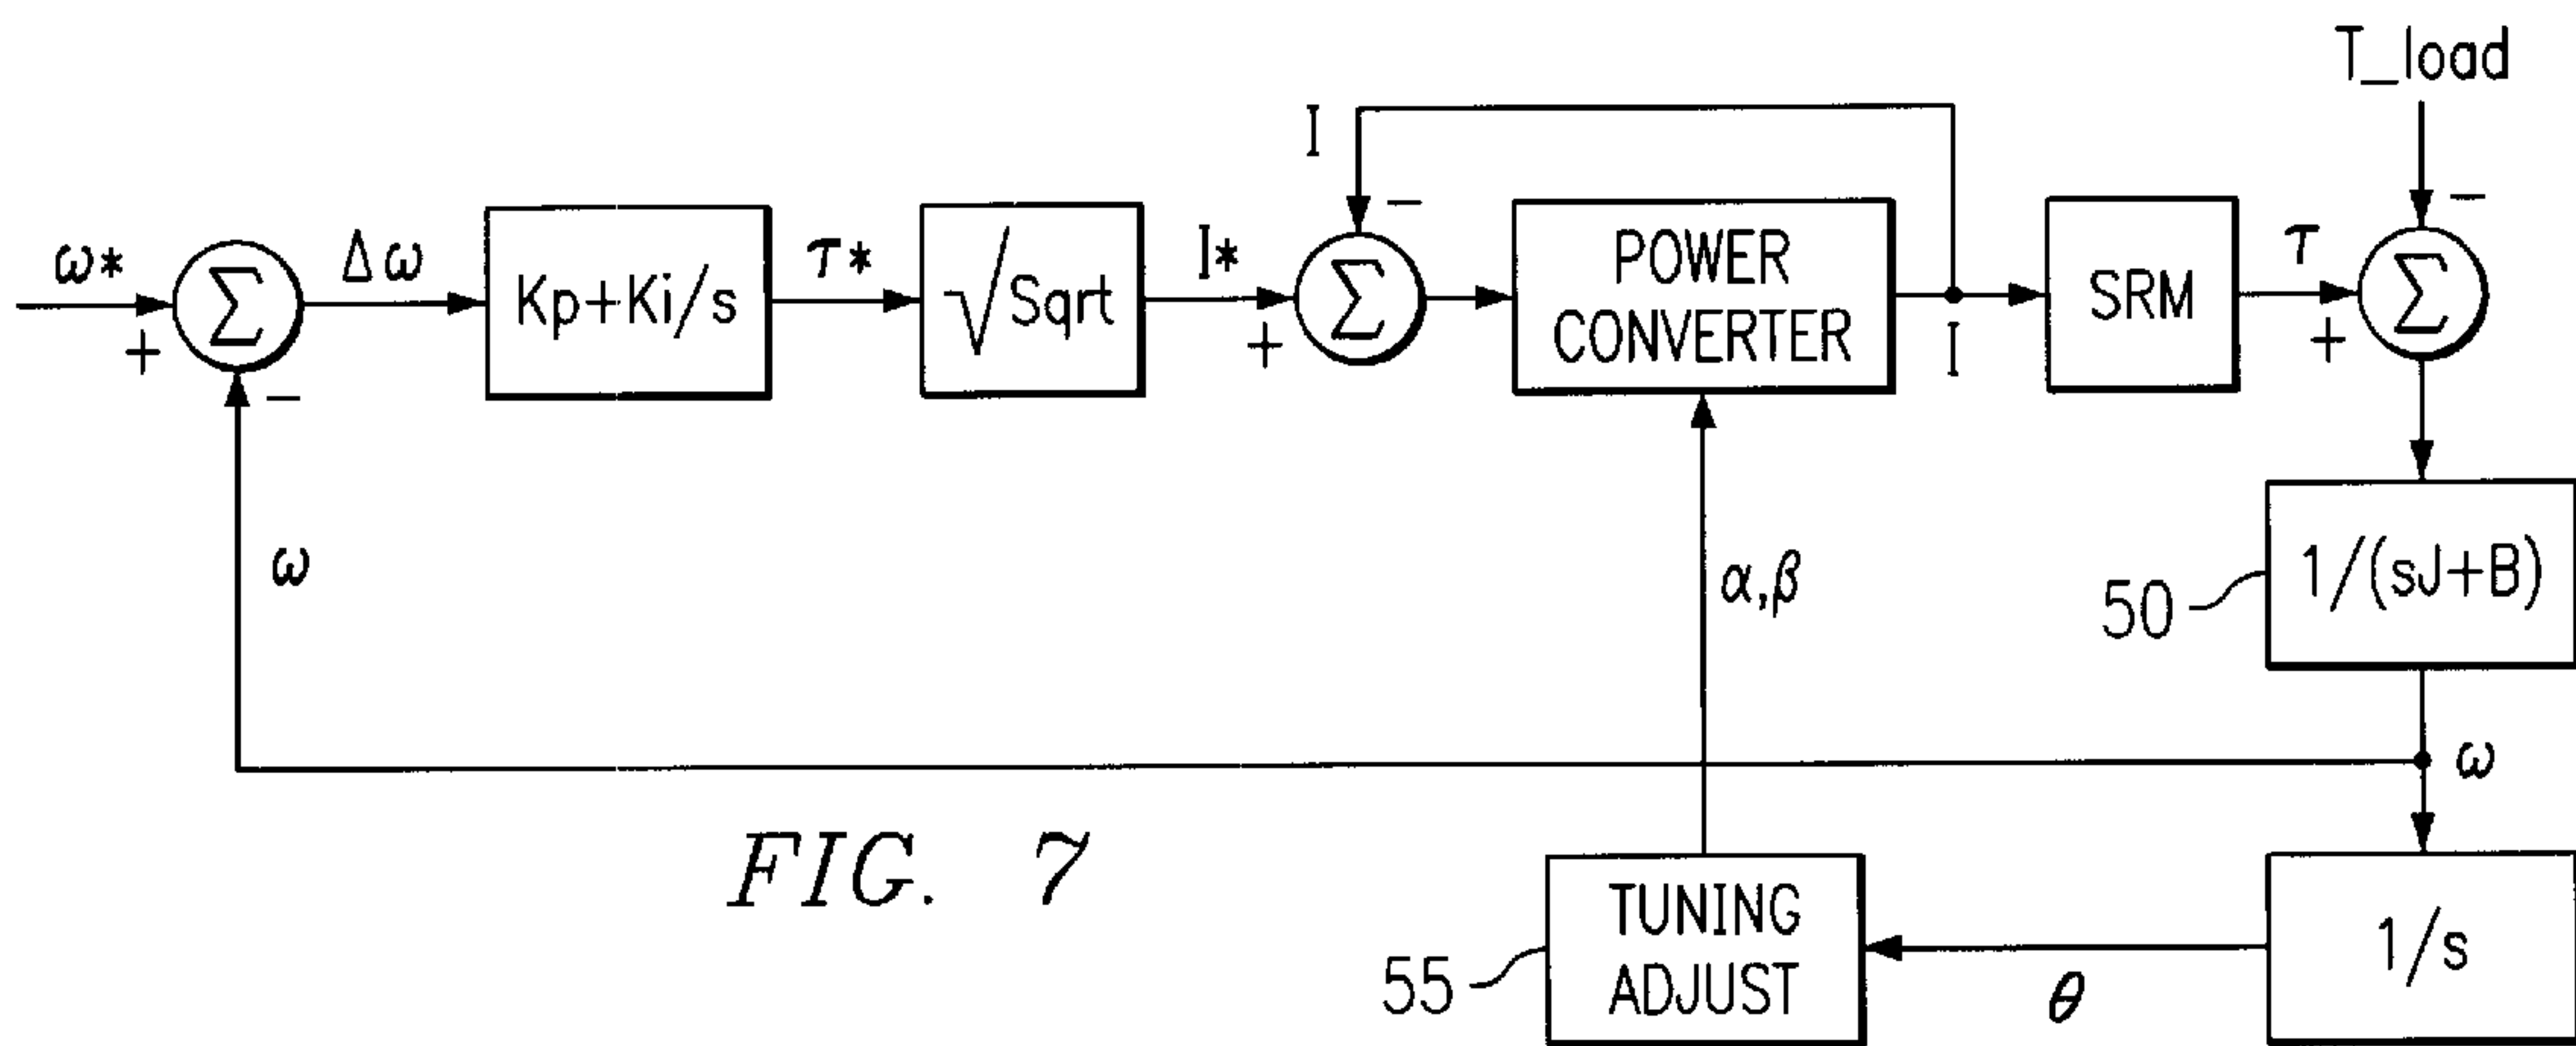 T_load
ω*
+
Σ
-
Δω
Kp+Ki/s
τ*
√Sqrt
I*
+
Σ
-
I
POWER
CONVERTER
I
SRM
τ
+
Σ
-
1/(sJ+B)
50
ω
ω
α,β
TUNING
ADJUST
55
θ
1/s
FIG. 7